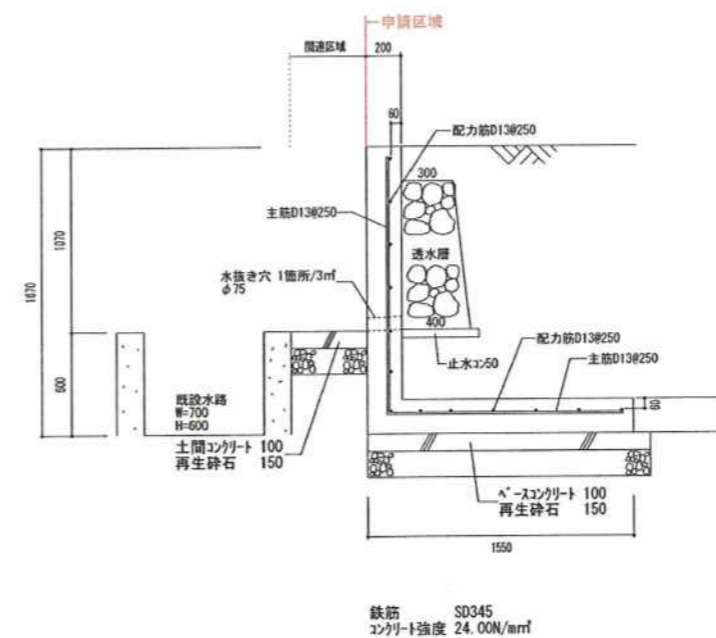 申請区域
関連区域
200
60
配力筋D13@250
300
主筋D13@250
透水層
水抜き穴 1箇所/3㎡
φ75
400
止水コン50
配力筋D13@250
主筋D13@250
60
1070
1670
600
既設水路
W=700
H=600
土間コンクリート 100
再生砕石 150
ベースコンクリート 100
再生砕石 150
1550
鉄筋 SD345
コンクリート強度 24.00N/mm²